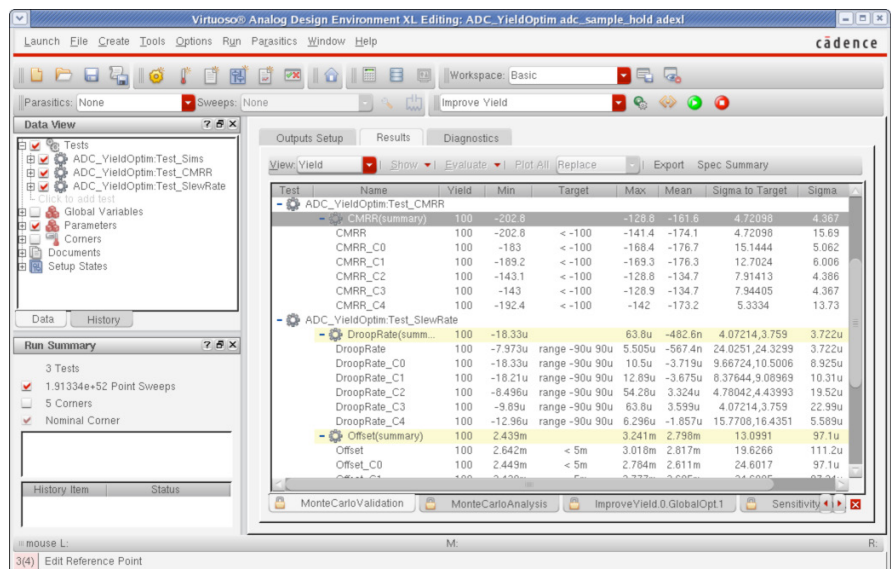 Virtuoso® Analog Design Environment XL Editing: ADC_YieldOptim adc_sample_hold adexl
Launch File Create Tools Options Run Parasitics Window Help
cādence
Workspace: Basic
Parasitics: None Sweeps: None Improve Yield
Data View
Tests
ADC_YieldOptim:Test_Sims
ADC_YieldOptim:Test_CMRR
ADC_YieldOptim:Test_SlewRate
Click to add test
Global Variables
Parameters
Corners
Documents
Setup States
Data History
Run Summary
3 Tests
1.91334e+52 Point Sweeps
5 Corners
Nominal Corner
History Item Status
Outputs Setup Results Diagnostics
View: Yield Show Evaluate Plot All Replace Export Spec Summary
Test Name Yield Min Target Max Mean Sigma to Target Sigma
ADC_YieldOptim:Test_CMRR
CMRR(summary) 100 -202.8 -128.8 -161.6 4.72098 4.367
CMRR 100 -202.8 < -100 -141.4 -174.1 4.72098 15.69
CMRR_C0 100 -183 < -100 -168.4 -176.7 15.1444 5.062
CMRR_C1 100 -189.2 < -100 -169.3 -176.3 12.7024 6.006
CMRR_C2 100 -143.1 < -100 -128.8 -134.7 7.91413 4.386
CMRR_C3 100 -143 < -100 -128.9 -134.7 7.94405 4.367
CMRR_C4 100 -192.4 < -100 -142 -173.2 5.3334 13.73
ADC_YieldOptim:Test_SlewRate
DroopRate(summ... 100 -18.33u 63.8u -482.6n 4.07214,3.759 3.722u
DroopRate 100 -7.973u range -90u 90u 5.505u -567.4n 24.0251,24.3299 3.722u
DroopRate_C0 100 -18.33u range -90u 90u 10.5u -3.719u 9.66724,10.5006 8.925u
DroopRate_C1 100 -18.21u range -90u 90u 12.89u -3.675u 8.37644,9.08969 10.31u
DroopRate_C2 100 -8.496u range -90u 90u 54.28u 3.324u 4.78042,4.43993 19.52u
DroopRate_C3 100 -9.89u range -90u 90u 63.8u 3.599u 4.07214,3.759 22.99u
DroopRate_C4 100 -12.96u range -90u 90u 6.296u -1.857u 15.7708,16.4351 5.589u
Offset(summary) 100 2.439m 3.241m 2.798m 13.0991 97.1u
Offset 100 2.642m < 5m 3.018m 2.817m 19.6266 111.2u
Offset_C0 100 2.449m < 5m 2.784m 2.611m 24.6017 97.1u
MonteCarloValidation MonteCarloAnalysis ImproveYield.0.GlobalOpt.1 Sensitivity
mouse L: M: R:
3(4) Edit Reference Point